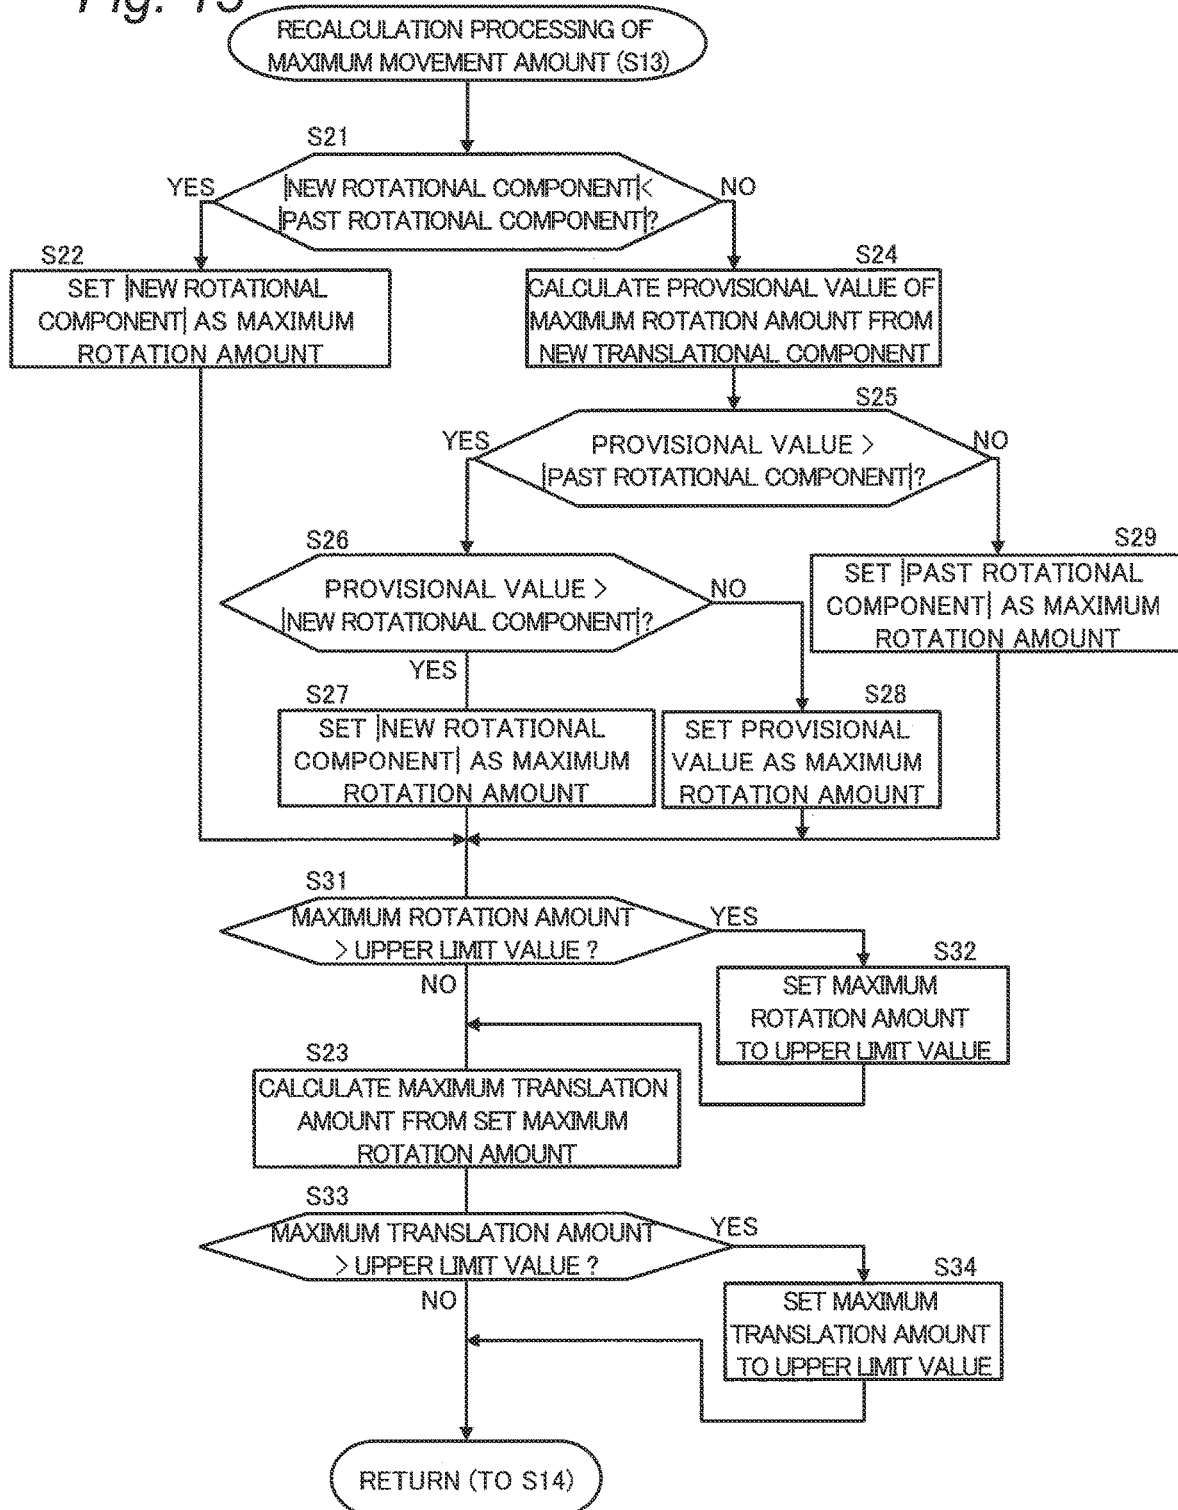 Fig. 13
RECALCULATION PROCESSING OF
MAXIMUM MOVEMENT AMOUNT (S13)
S21
YES
|NEW ROTATIONAL COMPONENT|<
|PAST ROTATIONAL COMPONENT|?
NO
S22
SET |NEW ROTATIONAL
COMPONENT| AS MAXIMUM
ROTATION AMOUNT
S24
CALCULATE PROVISIONAL VALUE OF
MAXIMUM ROTATION AMOUNT FROM
NEW TRANSLATIONAL COMPONENT
S25
YES
PROVISIONAL VALUE >
|PAST ROTATIONAL COMPONENT|?
NO
S26
PROVISIONAL VALUE >
|NEW ROTATIONAL COMPONENT|?
NO
YES
S29
SET |PAST ROTATIONAL
COMPONENT| AS MAXIMUM
ROTATION AMOUNT
S27
SET |NEW ROTATIONAL
COMPONENT| AS MAXIMUM
ROTATION AMOUNT
S28
SET PROVISIONAL
VALUE AS MAXIMUM
ROTATION AMOUNT
S31
MAXIMUM ROTATION AMOUNT
> UPPER LIMIT VALUE ?
YES
NO
S32
SET MAXIMUM
ROTATION AMOUNT
TO UPPER LIMIT VALUE
S23
CALCULATE MAXIMUM TRANSLATION
AMOUNT FROM SET MAXIMUM
ROTATION AMOUNT
S33
MAXIMUM TRANSLATION AMOUNT
> UPPER LIMIT VALUE ?
YES
NO
S34
SET MAXIMUM
TRANSLATION AMOUNT
TO UPPER LIMIT VALUE
RETURN (TO S14)